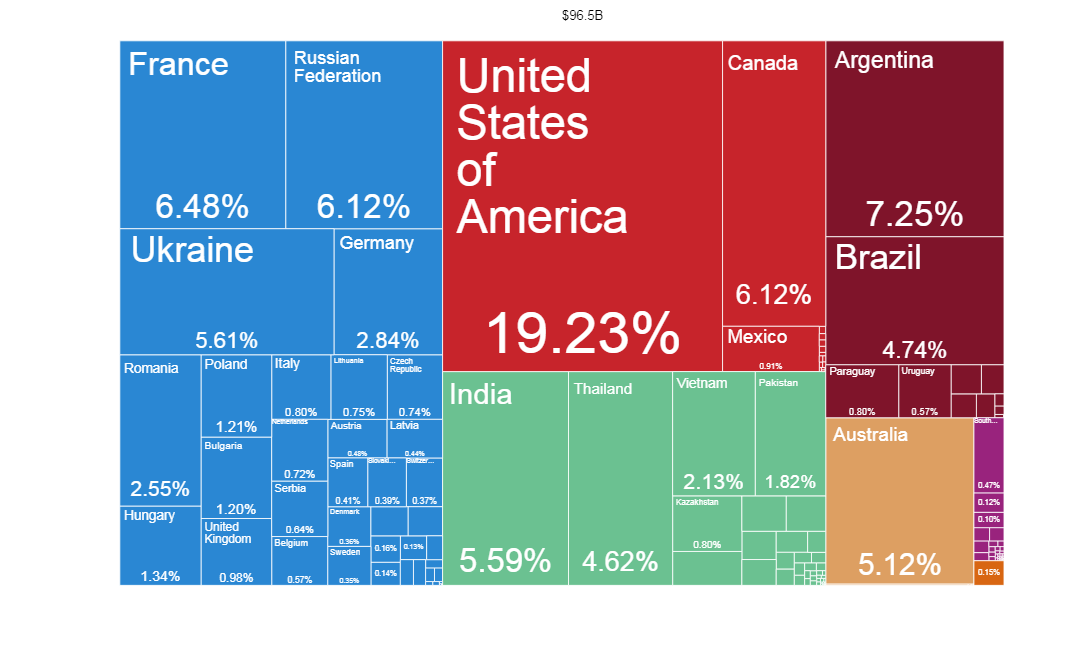 $96.5B
France
6.48%
Russian
Federation
6.12%
Ukraine
5.61%
Germany
2.84%
Romania
2.55%
Hungary
1.34%
Poland
1.21%
Bulgaria
1.20%
United
Kingdom
0.98%
Italy
0.80%
Netherlands
0.72%
Serbia
0.64%
Belgium
0.57%
Lithuania
0.75%
Czech
Republic
0.74%
Austria
0.48%
Latvia
0.44%
Spain
0.41%
Slovaki...
0.39%
Switzer...
0.37%
Denmark
0.36%
Sweden
0.35%
0.16%
0.13%
0.14%
United
States
of
America
19.23%
Canada
6.12%
Mexico
0.91%
India
5.59%
Thailand
4.62%
Vietnam
2.13%
Pakistan
1.82%
Kazakhstan
0.80%
Argentina
7.25%
Brazil
4.74%
Paraguay
0.80%
Uruguay
0.57%
Australia
5.12%
South...
0.47%
0.12%
0.10%
0.15%